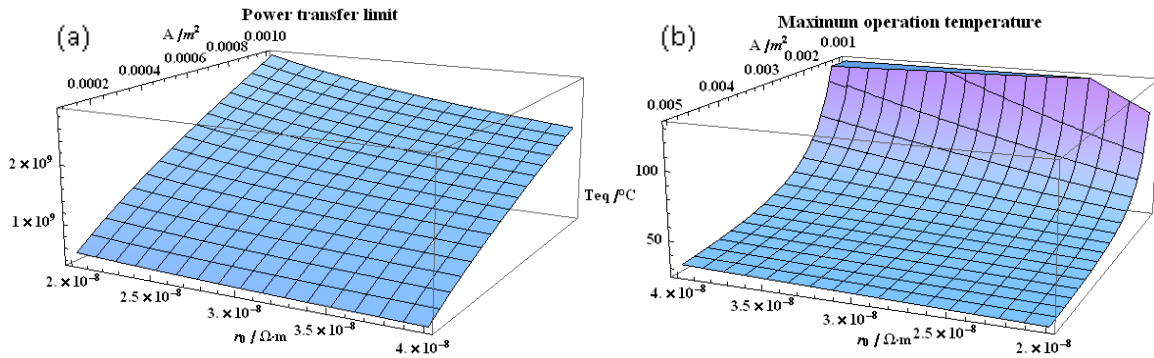 Power transfer limit
(a)
A /m²
0.0002
0.0004
0.0006
0.0008
0.0010
2 × 10⁹
1 × 10⁹
2. × 10⁻⁸
2.5 × 10⁻⁸
3. × 10⁻⁸
3.5 × 10⁻⁸
4. × 10⁻⁸
r₀ / Ω·m
Maximum operation temperature
(b)
A /m²
0.001
0.002
0.003
0.004
0.005
Teq /°C
100
50
4. × 10⁻⁸
3.5 × 10⁻⁸
3. × 10⁻⁸
2.5 × 10⁻⁸
2. × 10⁻⁸
r₀ / Ω·m